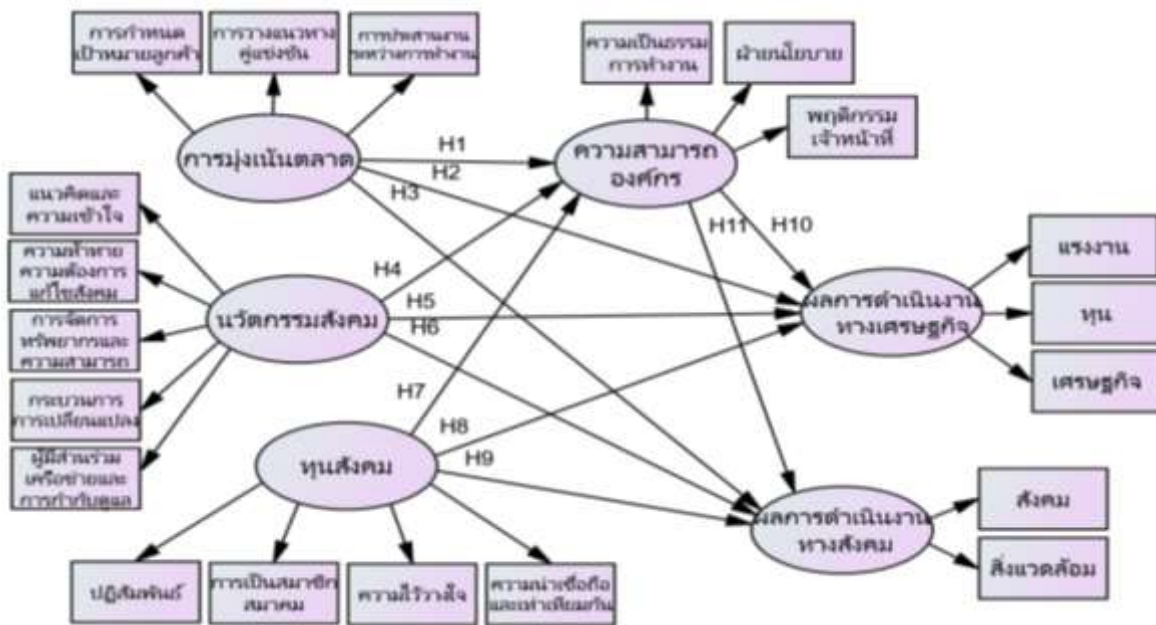 การกำหนด
เป้าหมายลูกค้า
การวางแนวทาง
คู่แข่งขัน
การประสานงาน
ระหว่างการทำงาน
ความเป็นธรรม
การทำงาน
ฝ่ายนโยบาย
พฤติกรรม
เจ้าหน้าที่
การมุ่งเน้นตลาด
H1
H2
H3
ความสามารถ
องค์กร
แนวคิดและ
ความเข้าใจ
ความท้าทาย
ความต้องการ
แก้ไขสังคม
การจัดการ
ทรัพยากรและ
ความสามารถ
กระบวนการ
การเปลี่ยนแปลง
ผู้มีส่วนร่วม
เครือข่ายและ
การกำกับดูแล
นวัตกรรมสังคม
H4
H5
H6
H11
H10
ผลการดำเนินงาน
ทางเศรษฐกิจ
แรงงาน
ทุน
เศรษฐกิจ
ทุนสังคม
H7
H8
H9
ผลการดำเนินงาน
ทางสังคม
สังคม
สิ่งแวดล้อม
ปฏิสัมพันธ์
การเป็นสมาชิก
สมาคม
ความไว้วางใจ
ความน่าเชื่อถือ
และเท่าเทียมกัน